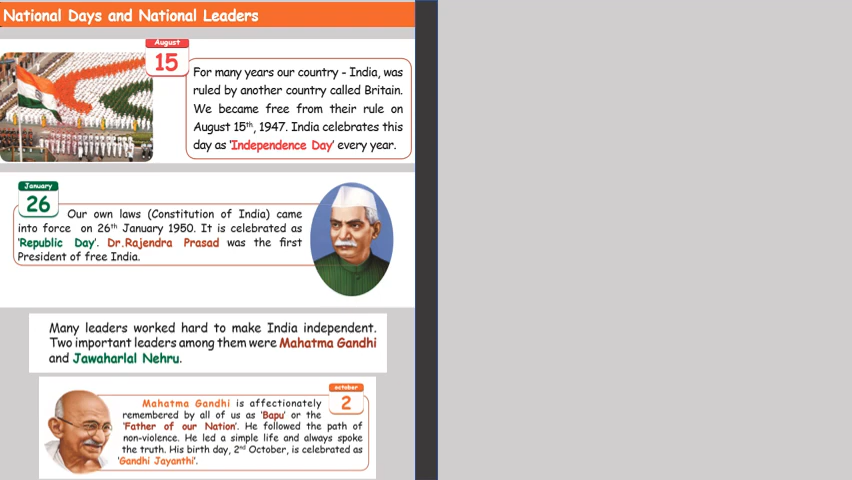 National Days and National Leaders
August
15
For many years our country - India, was
ruled by another country called Britain.
We became free from their rule on
August 15th, 1947. India celebrates this
day as 'Independence Day' every year.
January
26
Our own laws (Constitution of India) came
into force on 26th January 1950. It is celebrated as
'Republic Day'. Dr.Rajendra Prasad was the first
President of free India.
Many leaders worked hard to make India independent.
Two important leaders among them were Mahatma Gandhi
and Jawaharlal Nehru.
october
2
Mahatma Gandhi is affectionately
remembered by all of us as 'Bapu' or the
'Father of our Nation'. He followed the path of
non-violence. He led a simple life and always spoke
the truth. His birth day, 2nd October, is celebrated as
'Gandhi Jayanthi'.